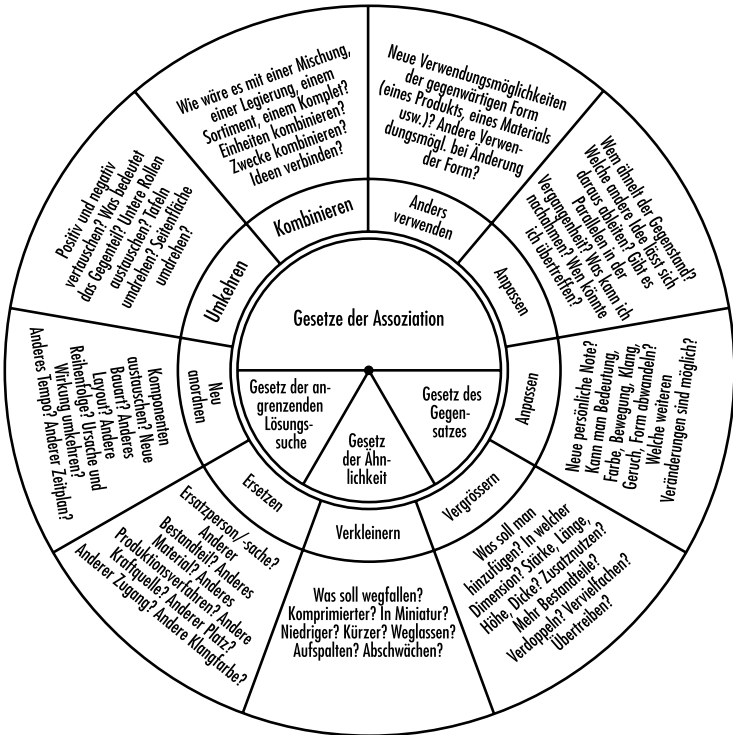 Gesetze der Assoziation
Gesetz der an-
grenzenden
Lösungs-
suche
Gesetz
der Ähn-
lichkeit
Gesetz des
Gegen-
satzes
Kombinieren
Wie wäre es mit einer Mischung,
einer Legierung, einem
Sortiment, einem Komplet?
Einheiten kombinieren?
Zwecke kombinieren?
Ideen verbinden?
Anders
verwenden
Neue Verwendungsmöglichkeiten
der gegenwärtigen Form
(eines Produkts, eines Materials
usw.)? Andere Verwen-
dungsmögl. bei Änderung
der Form?
Anpassen
Wem ähnelt der Gegenstand?
Welche andere Idee lässt sich
daraus ableiten? Gibt es
Parallelen in der
Vergangenheit? Was kann ich
nachahmen? Wen könnte
ich übertreffen?
Anpassen
Neue persönliche Note?
Kann man Bedeutung,
Farbe, Bewegung, Klang,
Geruch, Form abwandeln?
Welche weiteren
Veränderungen sind möglich?
Vergrössern
Was soll man
hinzufügen? In welcher
Dimension? Stärke, Länge,
Höhe, Dicke? Zusatznutzen?
Mehr Bestandteile?
Verdoppeln? Vervielfachen?
Übertreiben?
Verkleinern
Was soll wegfallen?
Komprimierter? In Miniatur?
Niedriger? Kürzer? Weglassen?
Aufspalten? Abschwächen?
Ersetzen
Ersatzperson/-sache?
Anderer
Bestandteil? Anderes
Material? Anderes
Produktionsverfahren? Andere
Kraftquelle? Anderer Platz?
Anderer Zugang? Andere Klangfarbe?
Neu
anordnen
Komponenten
austauschen? Neue
Bauart? Anderes
Layout? Andere
Reihenfolge? Ursache und
Wirkung umkehren?
Anderes Tempo? Anderer Zeitplan?
Umkehren
Positiv und negativ
vertauschen? Was bedeutet
das Gegenteil? Untere Rollen
austauschen? Tafeln
umdrehen? Seitenfläche
umdrehen?